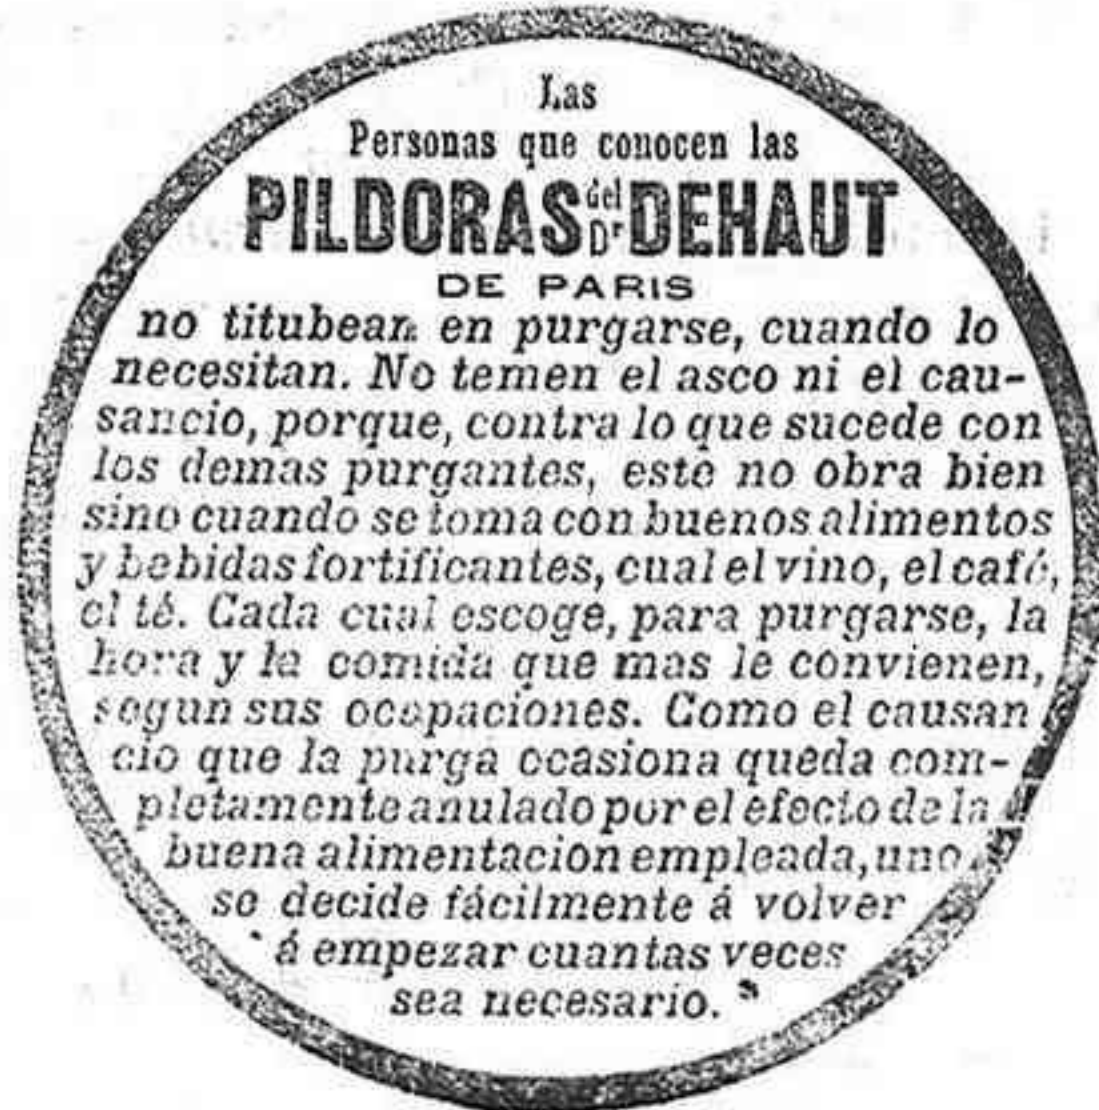 Las
Personas que conocen las
PILDORAS del Dr DEHAUT
DE PARIS
no titubean en purgarse, cuando lo
necesitan. No temen el asco ni el cau-
sancio, porque, contra lo que sucede con
los demas purgantes, este no obra bien
sino cuando se toma con buenos alimentos
y bebidas fortificantes, cual el vino, el café,
el té. Cada cual escoge, para purgarse, la
hora y la comida que mas le convienen,
segun sus ocupaciones. Como el causan
cio que la purga ocasiona queda com-
pletamente anulado por el efecto de la
buena alimentacion empleada, uno
se decide fácilmente á volver
á empezar cuantas veces
sea necesario.